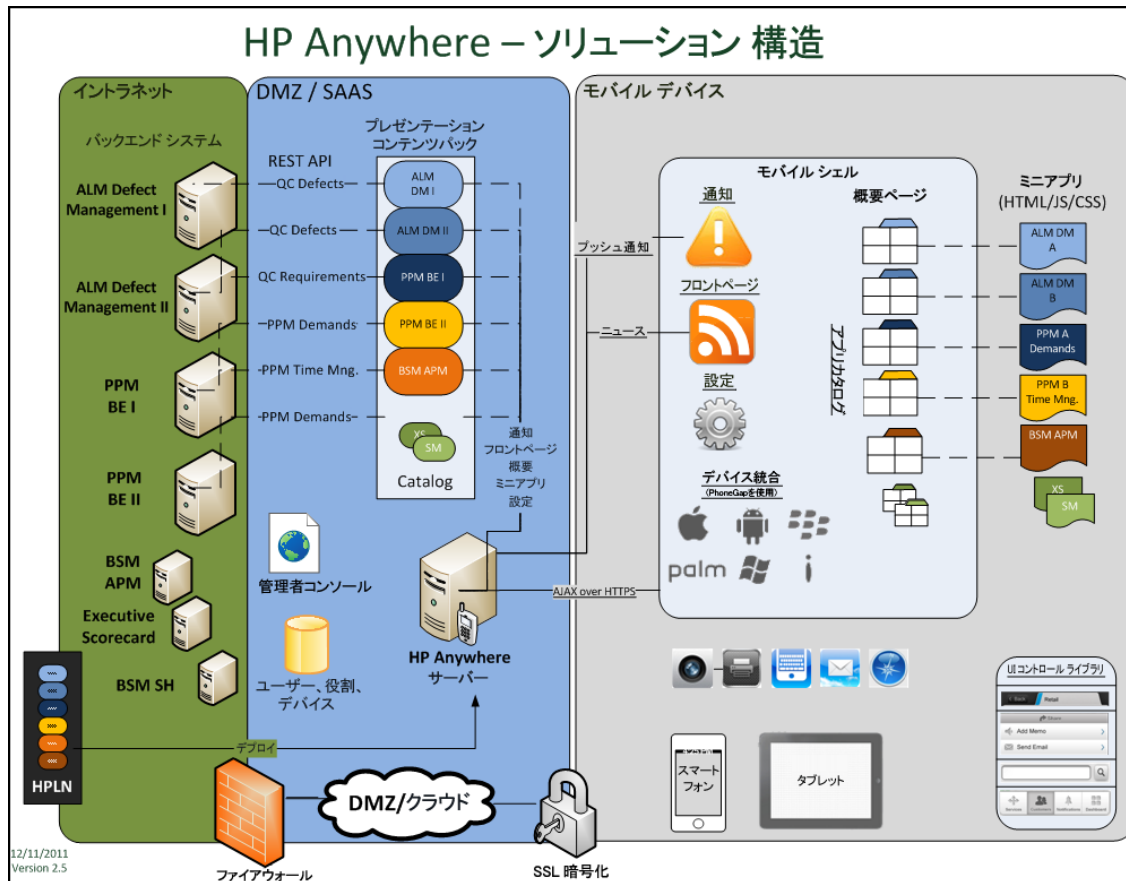 HP Anywhere – ソリューション 構造
イントラネット
バックエンド システム
ALM Defect
Management I
ALM Defect
Management II
PPM
BE I
PPM
BE II
BSM
APM
Executive
Scorecard
BSM SH
HPLN
12/11/2011
Version 2.5
DMZ / SAAS
プレゼンテーション
コンテンツパック
REST API
QC Defects
QC Defects
QC Requirements
PPM Demands
PPM Time Mng.
PPM Demands
ALM
DM I
ALM DM II
PPM BE I
PPM BE II
BSM APM
XS
SM
Catalog
通知
フロントページ
概要
ミニアプリ
設定
管理者コンソール
ユーザー、役割、
デバイス
HP Anywhere
サーバー
デプロイ
DMZ/クラウド
ファイアウォール
SSL 暗号化
モバイル デバイス
モバイル シェル
プッシュ通知
ニュース
AJAX over HTTPS
通知
フロントページ
設定
デバイス統合
(PhoneGapを使用)
palm
概要ページ
アプリカタログ
ミニアプリ
(HTML/JS/CSS)
ALM DM
A
ALM DM
B
PPM A
Demands
PPM B
Time Mng.
BSM APM
XS
SM
スマート
フォン
タブレット
UIコントロール ライブラリ
Back
Retail
Share
Add Memo
Send Email
Services
Customers
Notifications
Dashboard